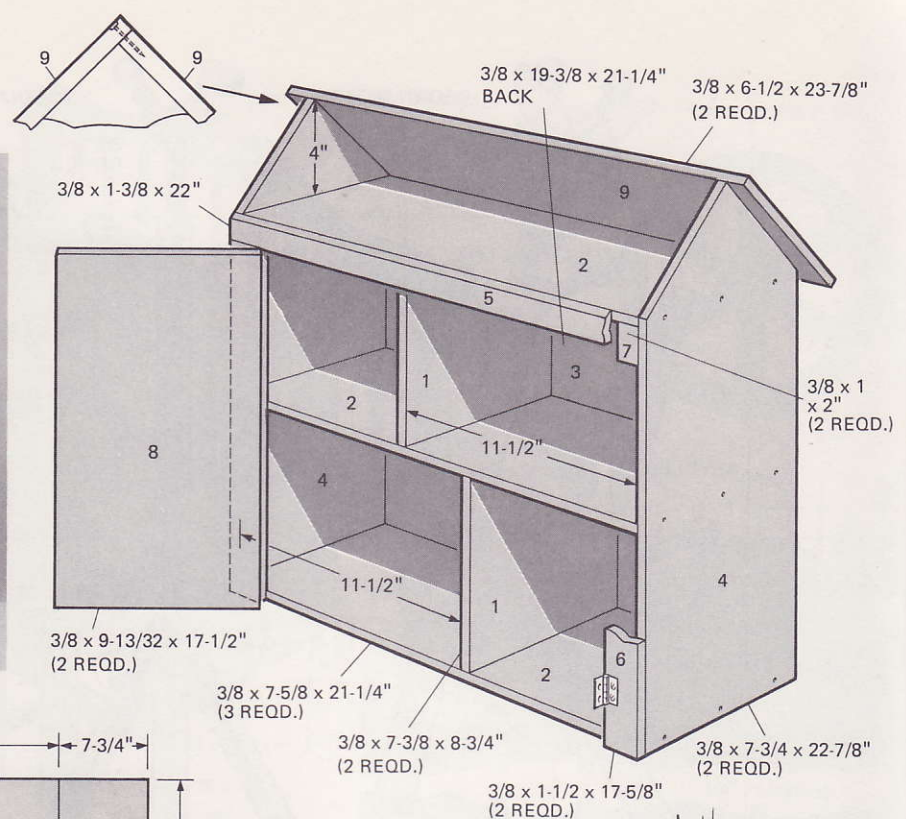 9
9
3/8 x 19-3/8 x 21-1/4"
BACK
3/8 x 6-1/2 x 23-7/8"
(2 REQD.)
4"
3/8 x 1-3/8 x 22"
9
2
5
7
3/8 x 1
x 2"
(2 REQD.)
1
3
2
11-1/2"
8
4
4
11-1/2"
1
6
2
3/8 x 9-13/32 x 17-1/2"
(2 REQD.)
3/8 x 7-5/8 x 21-1/4"
(3 REQD.)
3/8 x 7-3/8 x 8-3/4"
(2 REQD.)
3/8 x 7-3/4 x 22-7/8"
(2 REQD.)
7-3/4"
3/8 x 1-1/2 x 17-5/8"
(2 REQD.)